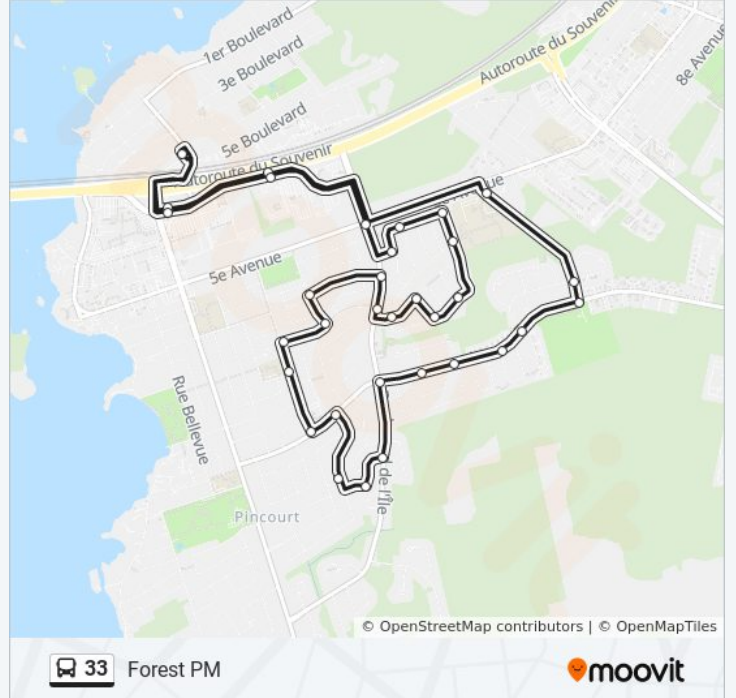 1er Boulevard
3e Boulevard
Autoroute du Souvenir
8e Avenue
5e Boulevard
Autoroute du Souvenir
5e Avenue
Rue Bellevue
de l'Île
Pincourt
© OpenStreetMap contributors | © OpenMapTiles
33 Forest PM
moovit